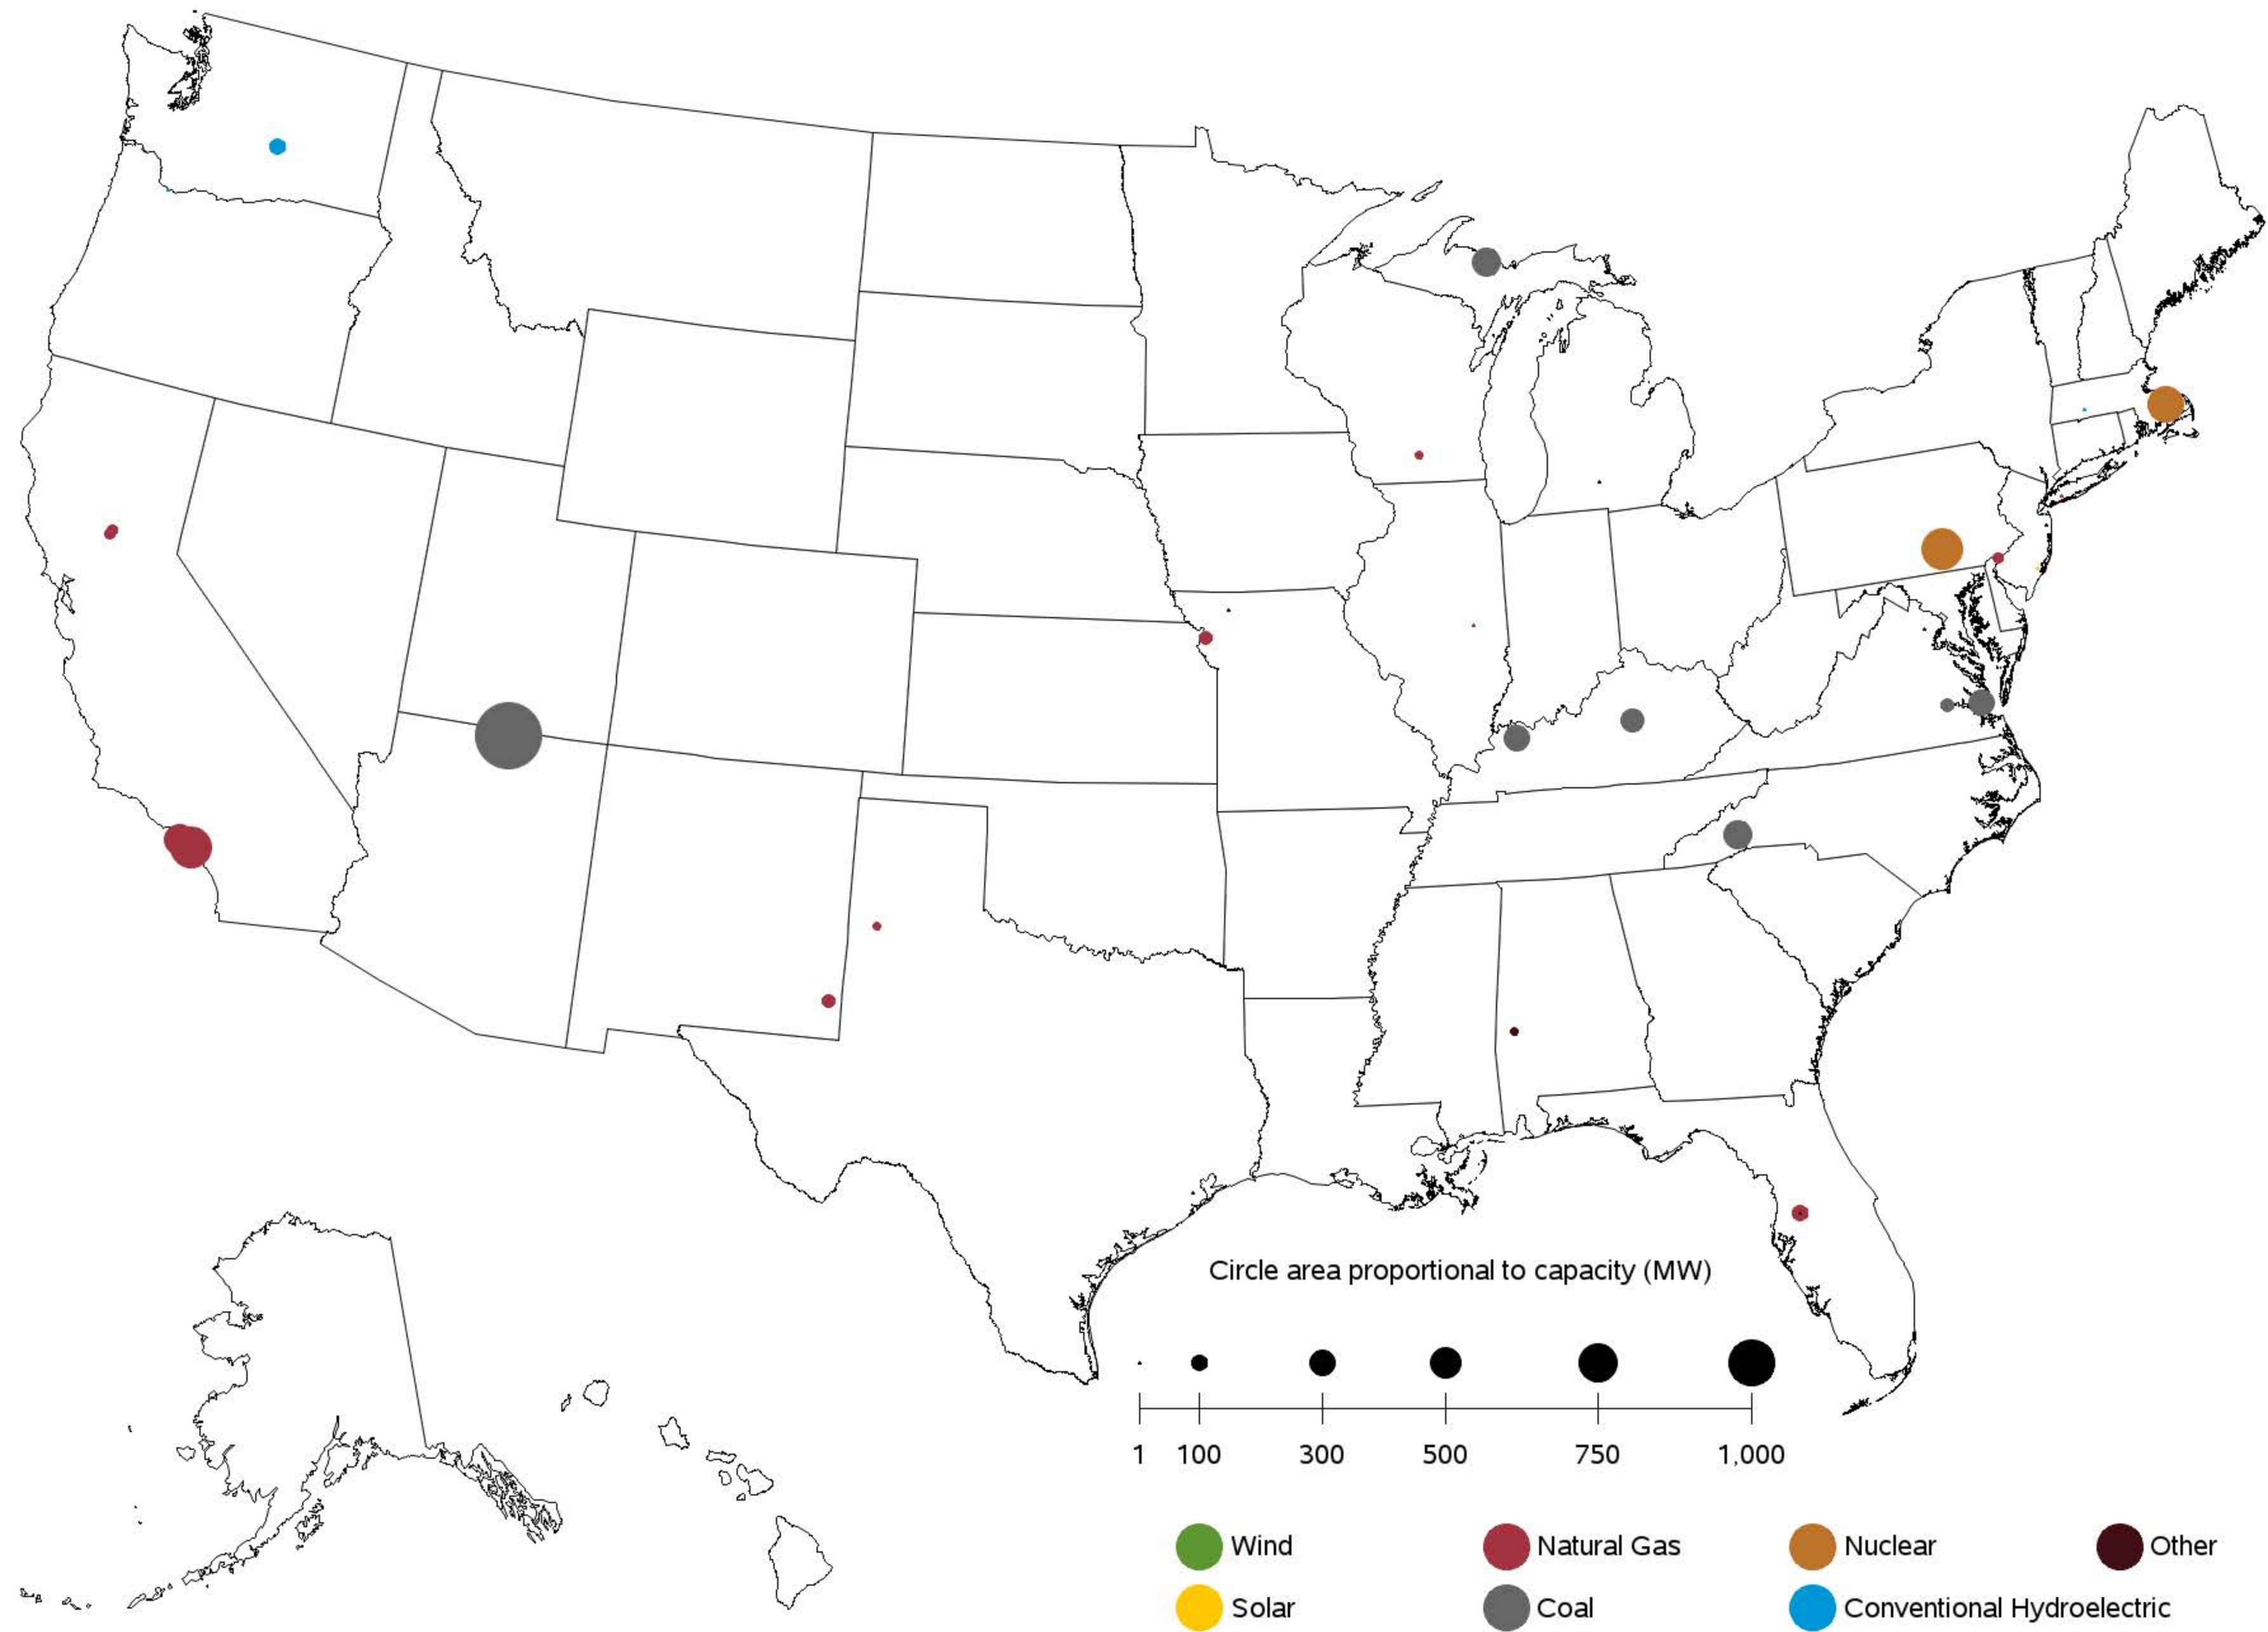 Circle area proportional to capacity (MW)
1 100 300 500 750 1,000
Wind Natural Gas Nuclear Other
Solar Coal Conventional Hydroelectric